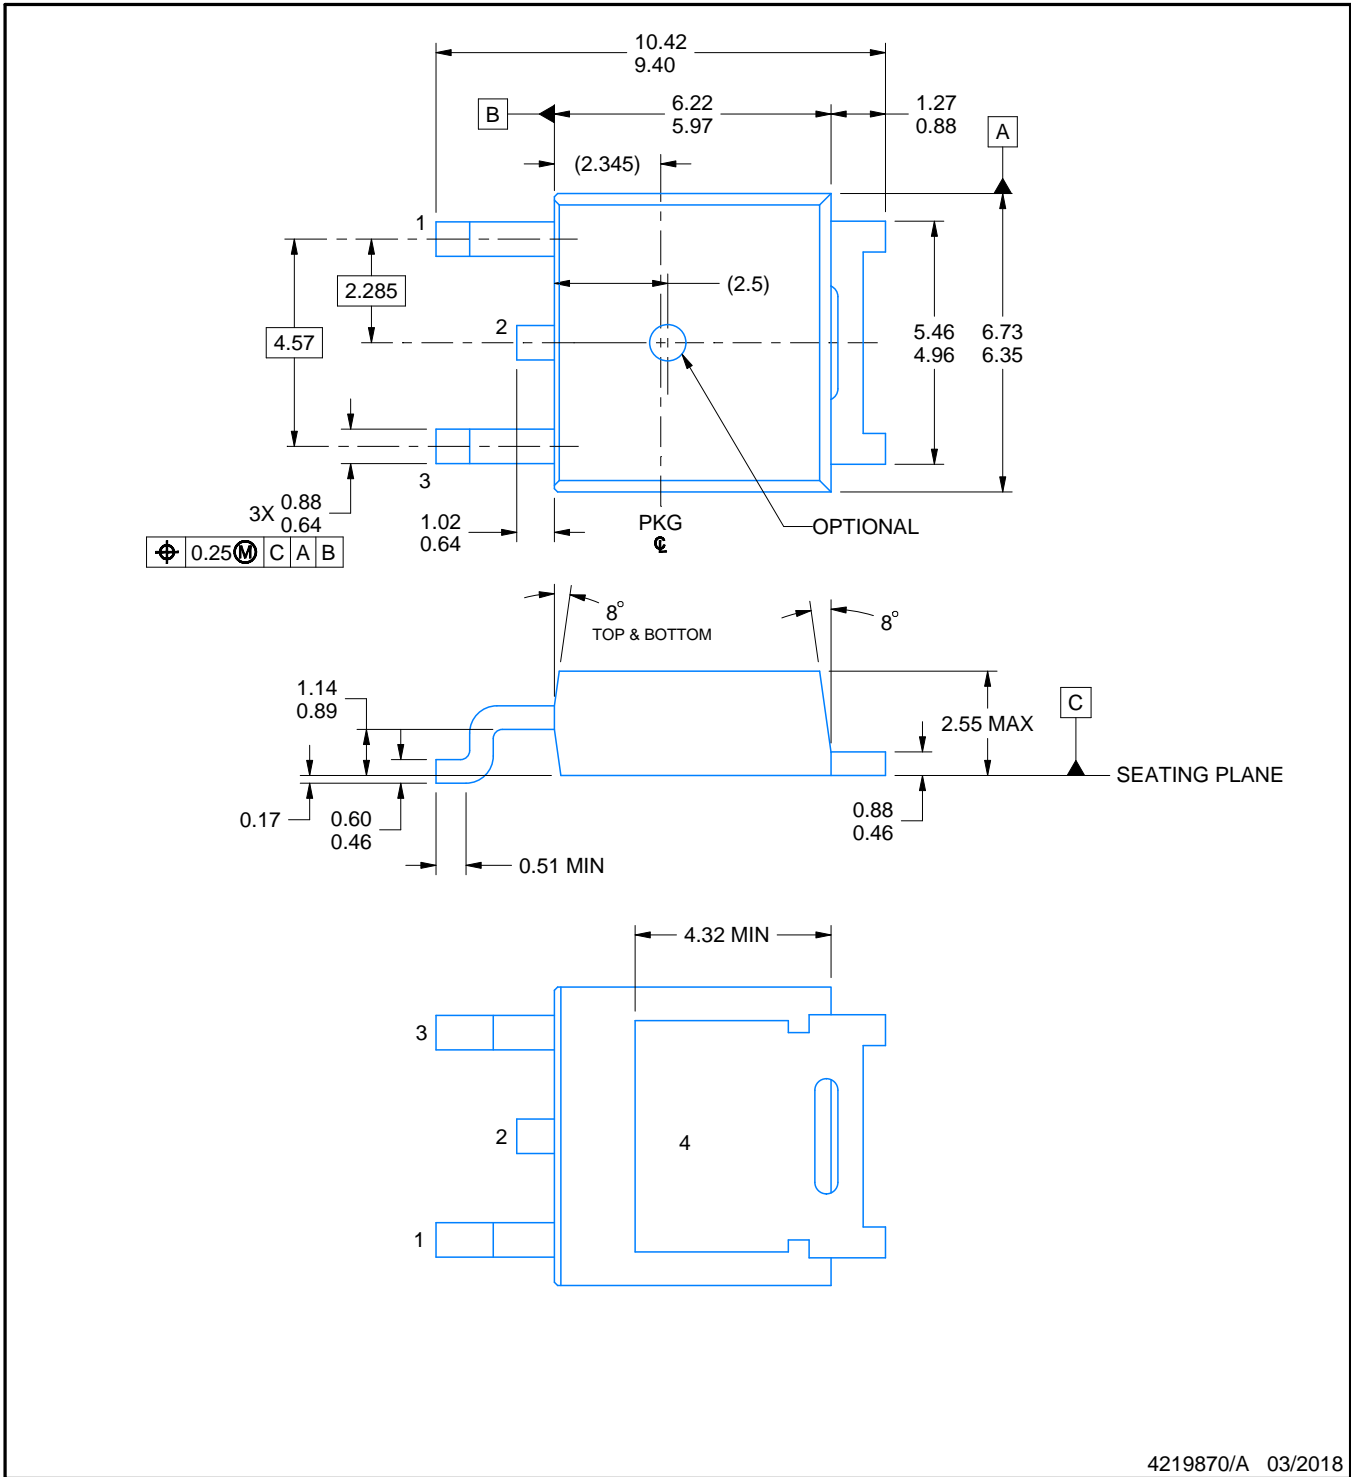 10.42
9.40
B
6.22
5.97
1.27
0.88
A
(2.345)
1
(2.5)
2.285
2
4.57
5.46
4.96
6.73
6.35
3
3X 0.88
0.64
1.02
0.64
PKG
℄
OPTIONAL
⌖ 0.25 Ⓜ C A B
8°
TOP & BOTTOM
8°
1.14
0.89
C
2.55 MAX
SEATING PLANE
0.17
0.60
0.46
0.88
0.46
0.51 MIN
4.32 MIN
3
2
4
1
4219870/A 03/2018